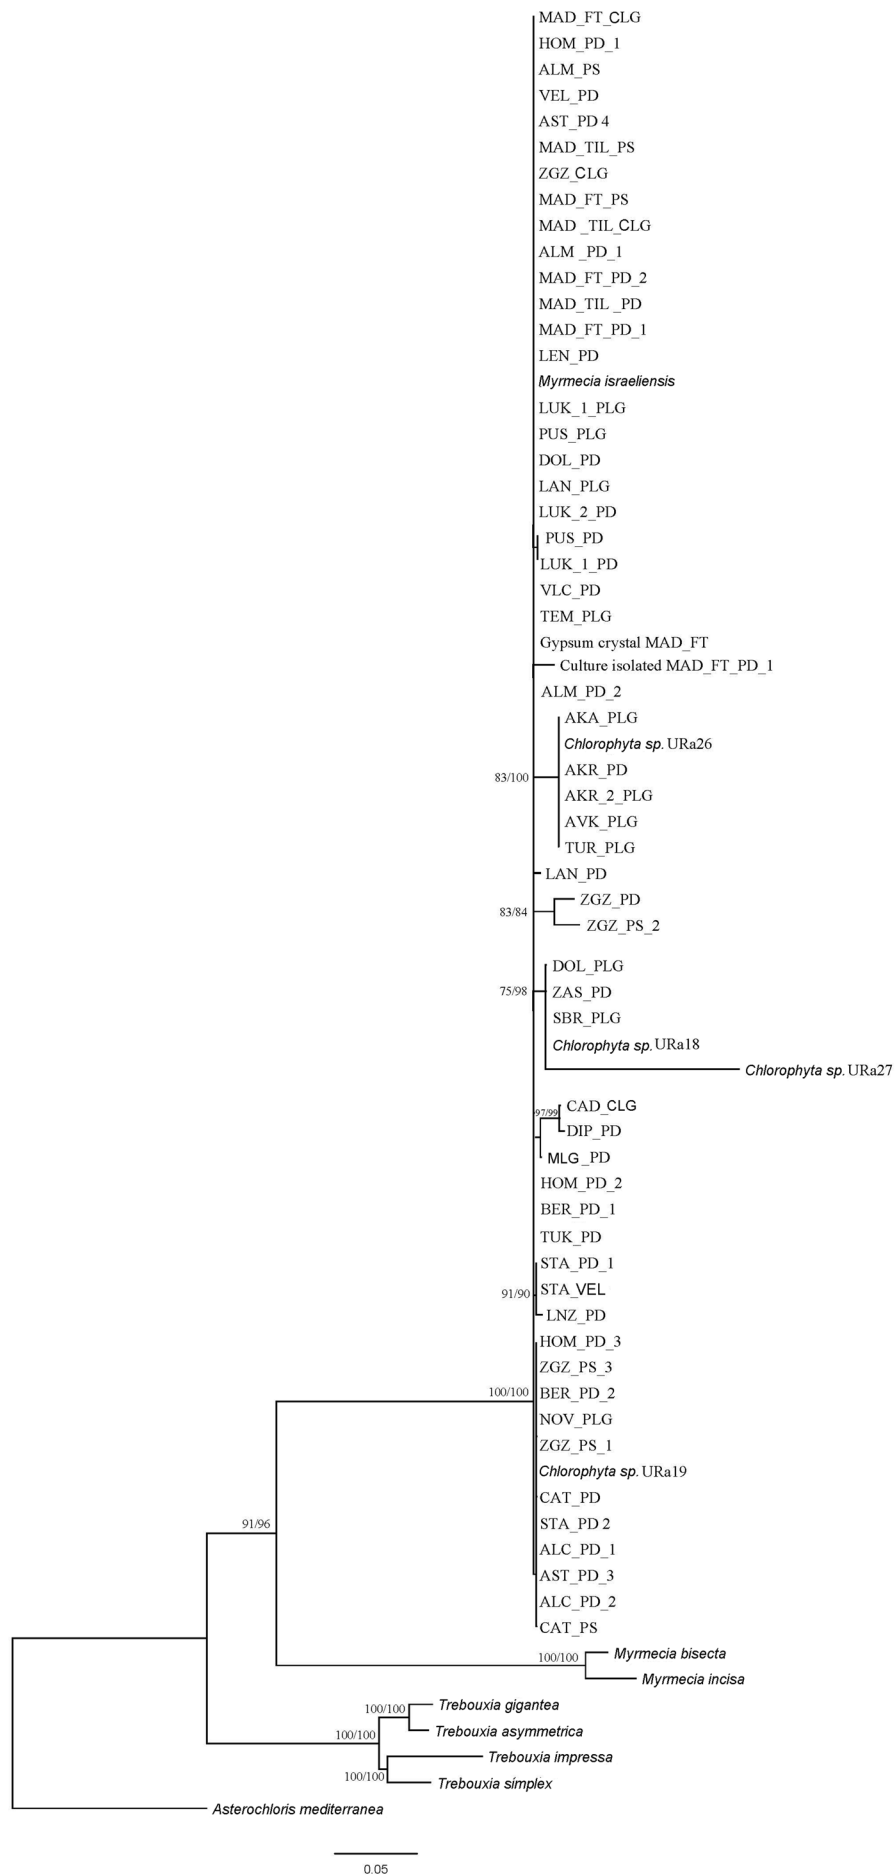 MAD_FT_CLG
HOM_PD_1
ALM_PS
VEL_PD
AST_PD 4
MAD_TIL_PS
ZGZ_CLG
MAD_FT_PS
MAD _TIL_CLG
ALM _PD_1
MAD_FT_PD_2
MAD_TIL _PD
MAD_FT_PD_1
LEN_PD
Myrmecia israeliensis
LUK_1_PLG
PUS_PLG
DOL_PD
LAN_PLG
LUK_2_PD
PUS_PD
LUK_1_PD
VLC_PD
TEM_PLG
Gypsum crystal MAD_FT
Culture isolated MAD_FT_PD_1
ALM_PD_2
AKA_PLG
Chlorophyta sp. URa26
AKR_PD
83/100
AKR_2_PLG
AVK_PLG
TUR_PLG
LAN_PD
ZGZ_PD
83/84
ZGZ_PS_2
DOL_PLG
75/98
ZAS_PD
SBR_PLG
Chlorophyta sp. URa18
Chlorophyta sp. URa27
CAD_CLG
97/99
DIP_PD
MLG_PD
HOM_PD_2
BER_PD_1
TUK_PD
STA_PD_1
STA_VEL
91/90
LNZ_PD
HOM_PD_3
ZGZ_PS_3
100/100
BER_PD_2
NOV_PLG
ZGZ_PS_1
Chlorophyta sp. URa19
CAT_PD
STA_PD 2
91/96
ALC_PD_1
AST_PD_3
ALC_PD_2
CAT_PS
Myrmecia bisecta
100/100
Myrmecia incisa
Trebouxia gigantea
100/100
Trebouxia asymmetrica
100/100
Trebouxia impressa
100/100
Trebouxia simplex
Asterochloris mediterranea
0.05